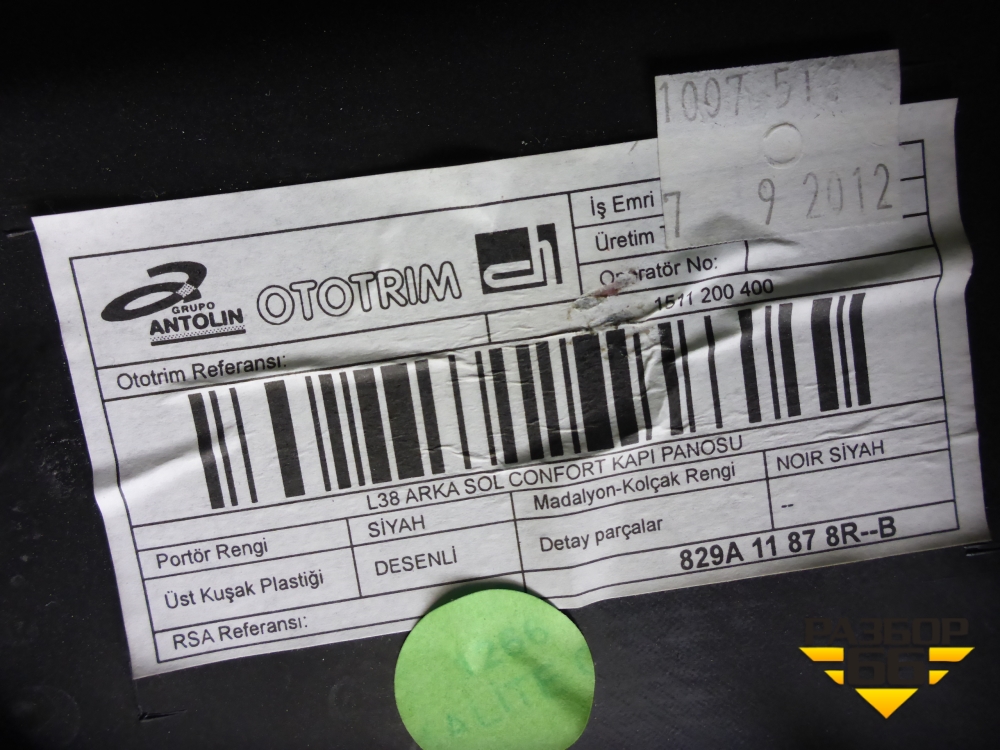 1007 51
7 9 2012
GRUPO
ANTOLIN
OTOTRIM
İş Emri
Üretim
Operatör No:
Ototrim Referansı:
1511 200 400
L38 ARKA SOL CONFORT KAPI PANOSU
Portör Rengi
SİYAH
Madalyon-Kolçak Rengi
NOIR SİYAH
Üst Kuşak Plastiği
DESENLİ
Detay parçalar
--
RSA Referansı:
829A 11 87 8R--B
РАЗБОР
66